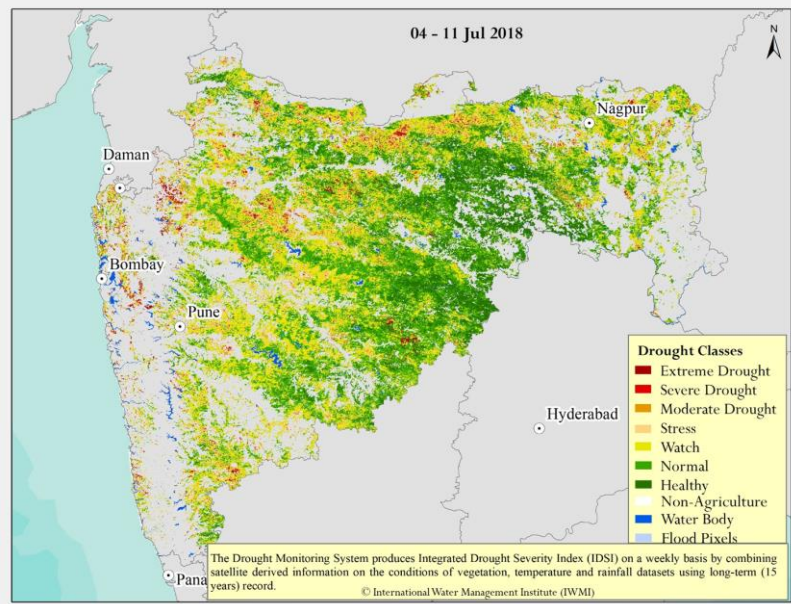 04 - 11 Jul 2018
N
Nagpur
Daman
Bombay
Pune
Hyderabad
Drought Classes
Extreme Drought
Severe Drought
Moderate Drought
Stress
Watch
Normal
Healthy
Non-Agriculture
Water Body
Flood Pixels
Pana
The Drought Monitoring System produces Integrated Drought Severity Index (IDSI) on a weekly basis by combining
satellite derived information on the conditions of vegetation, temperature and rainfall datasets using long-term (15
years) record.
© International Water Management Institute (IWMI)